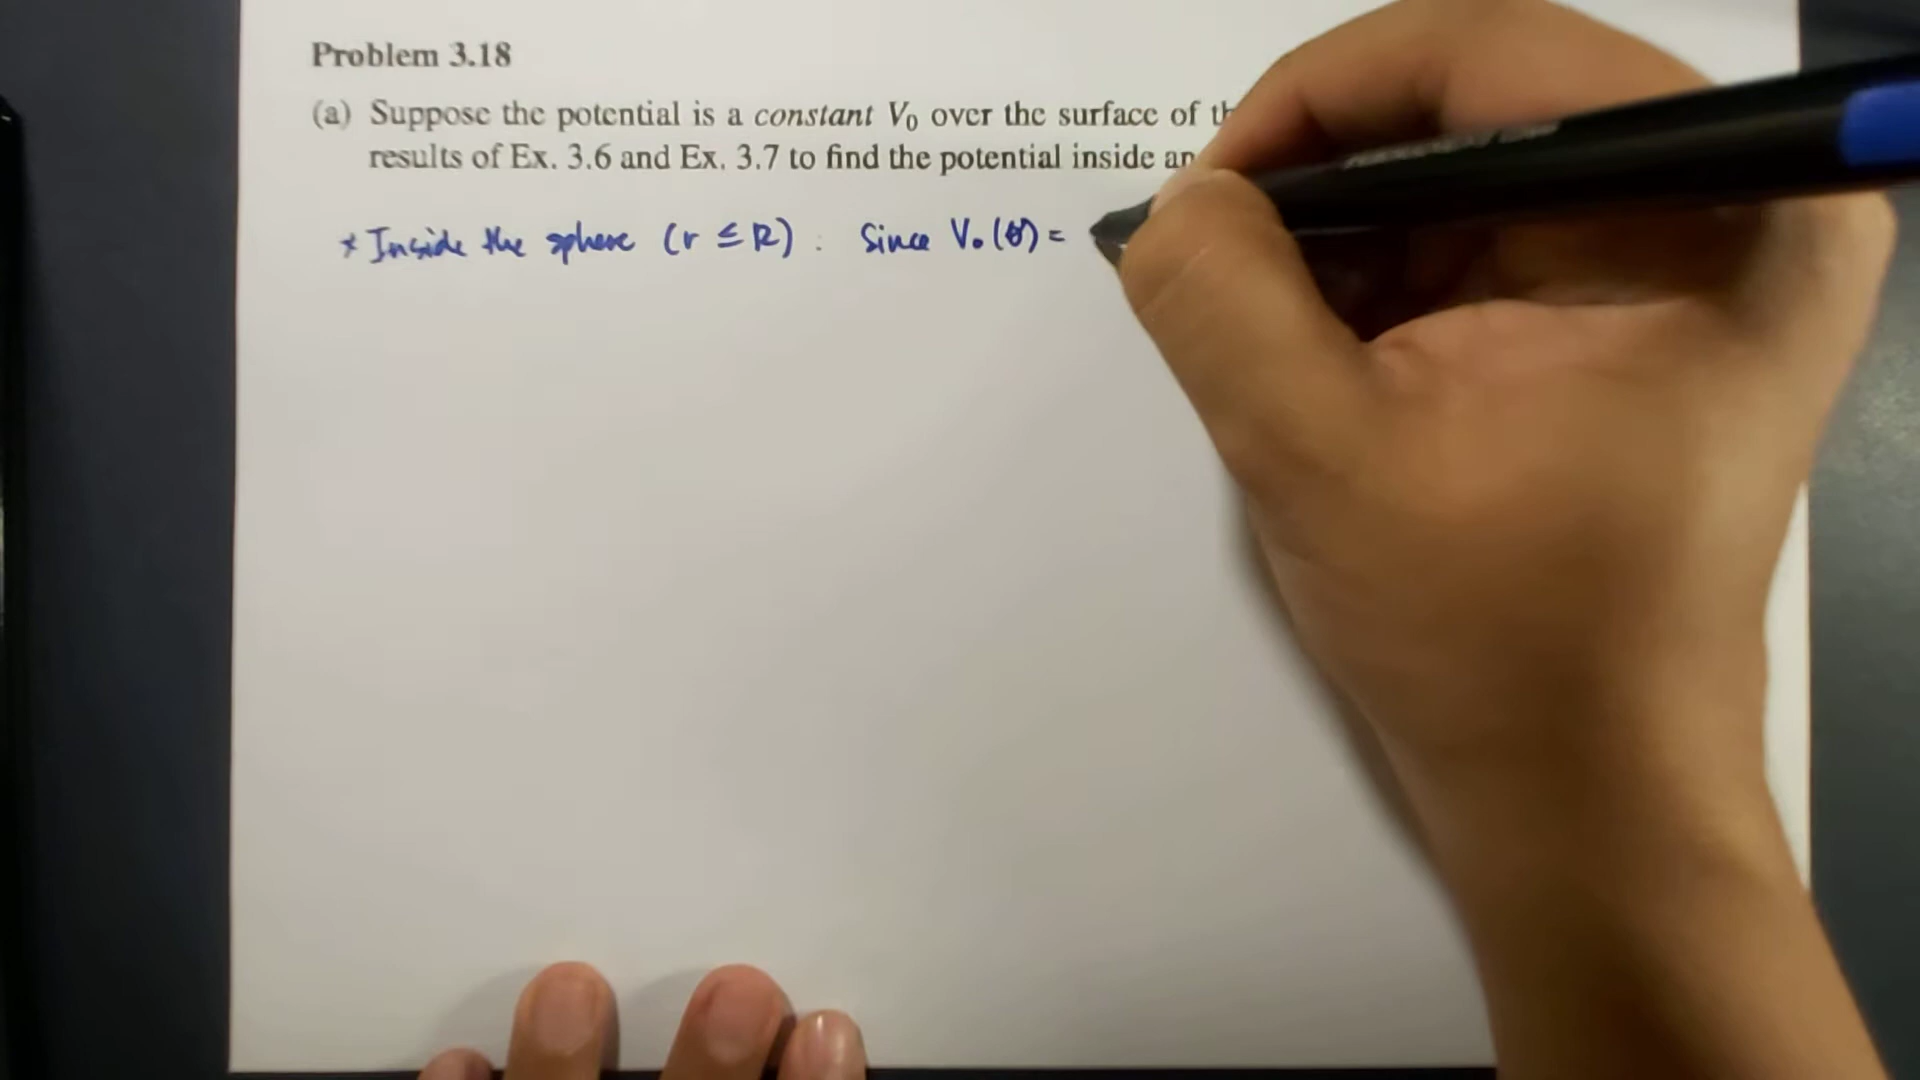 Problem 3.18
(a) Suppose the potential is a constant V₀ over the surface of th
results of Ex. 3.6 and Ex. 3.7 to find the potential inside an
* Inside the sphere (r ≤ R) : Since V₀(θ) =